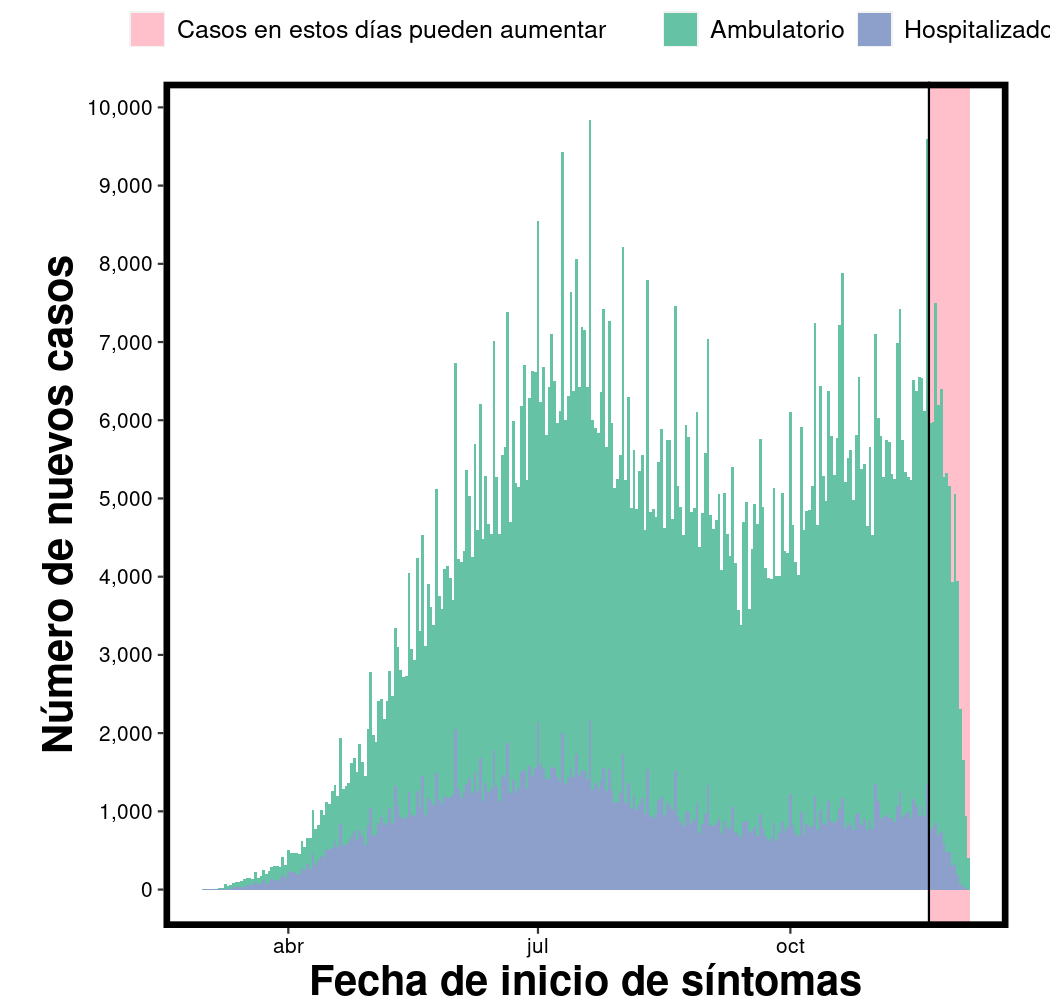 Casos en estos días pueden aumentar Ambulatorio Hospitalizado
Número de nuevos casos
10,000
9,000
8,000
7,000
6,000
5,000
4,000
3,000
2,000
1,000
0
abr jul oct
Fecha de inicio de síntomas